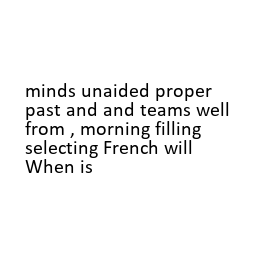 minds unaided proper
past and and teams well
from , morning filling
selecting French will
When is